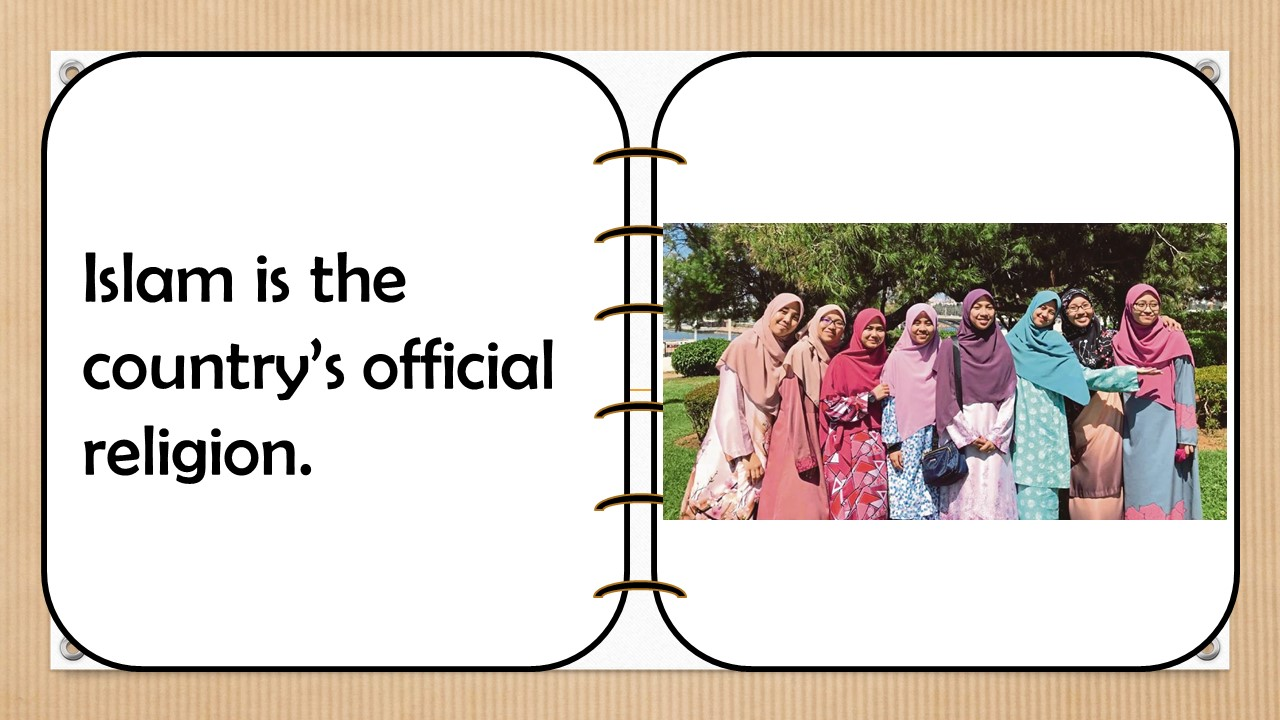 Islam is the
country’s official
religion.